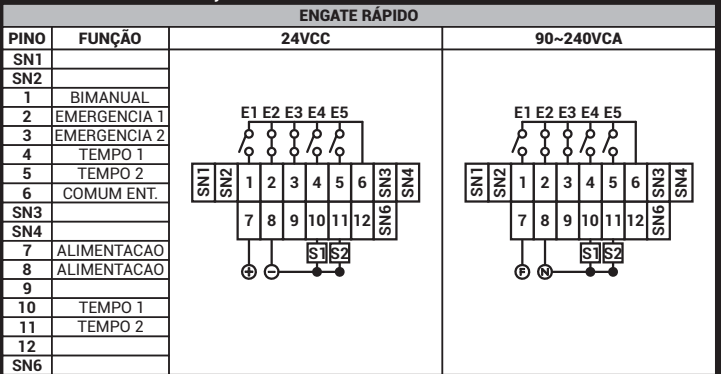 ENGATE RÁPIDO
PINO FUNÇÃO 24VCC 90~240VCA
SN1
SN2
1 BIMANUAL
2 EMERGENCIA 1
3 EMERGENCIA 2
4 TEMPO 1
5 TEMPO 2
6 COMUM ENT.
SN3
SN4
7 ALIMENTACAO
8 ALIMENTACAO
9
10 TEMPO 1
11 TEMPO 2
12
SN6
E1 E2 E3 E4 E5
SN1 SN2 1 2 3 4 5 6 SN3 SN4
7 8 9 10 11 12 SN6
S1 S2
+ −
E1 E2 E3 E4 E5
SN1 SN2 1 2 3 4 5 6 SN3 SN4
7 8 9 10 11 12 SN6
S1 S2
F N